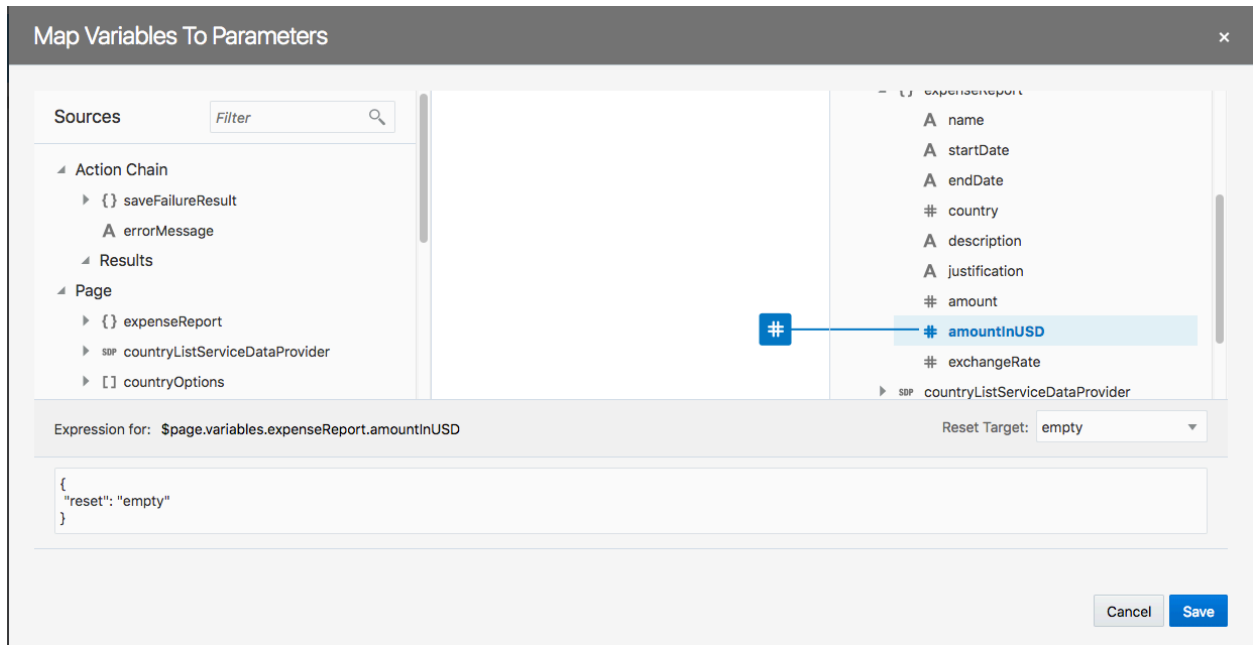 Map Variables To Parameters
×
Sources
Filter
Action Chain
{} saveFailureResult
A errorMessage
Results
Page
{} expenseReport
SDP countryListServiceDataProvider
[] countryOptions
{} expenseReport
A name
A startDate
A endDate
# country
A description
A justification
# amount
#
# amountInUSD
# exchangeRate
SDP countryListServiceDataProvider
Expression for: $page.variables.expenseReport.amountInUSD
Reset Target: empty
{
"reset": "empty"
}
Cancel
Save